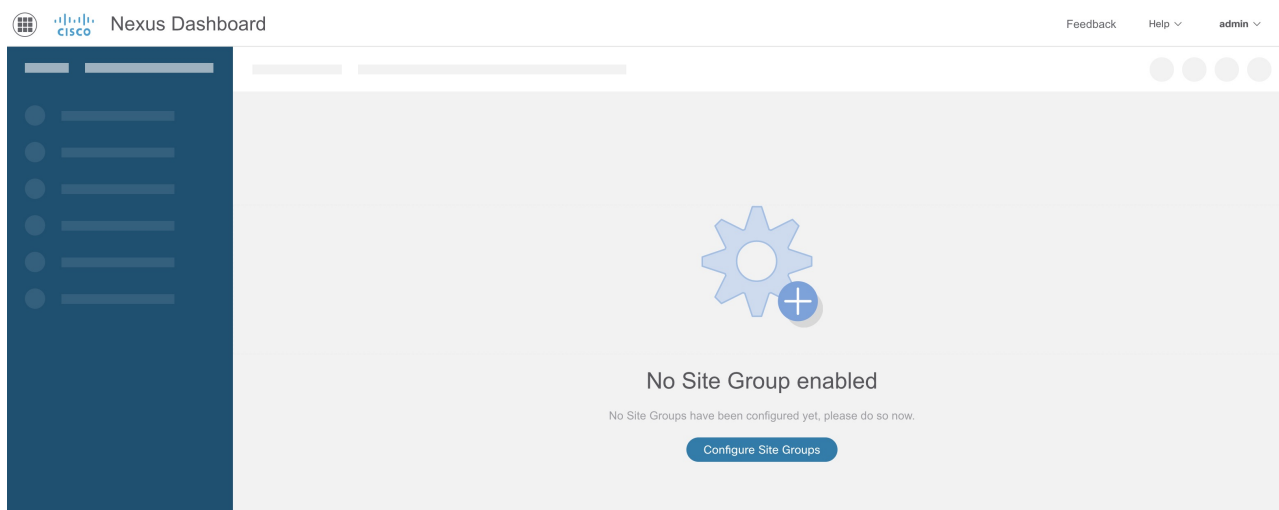 cisco Nexus Dashboard
Feedback Help admin
No Site Group enabled
No Site Groups have been configured yet, please do so now.
Configure Site Groups